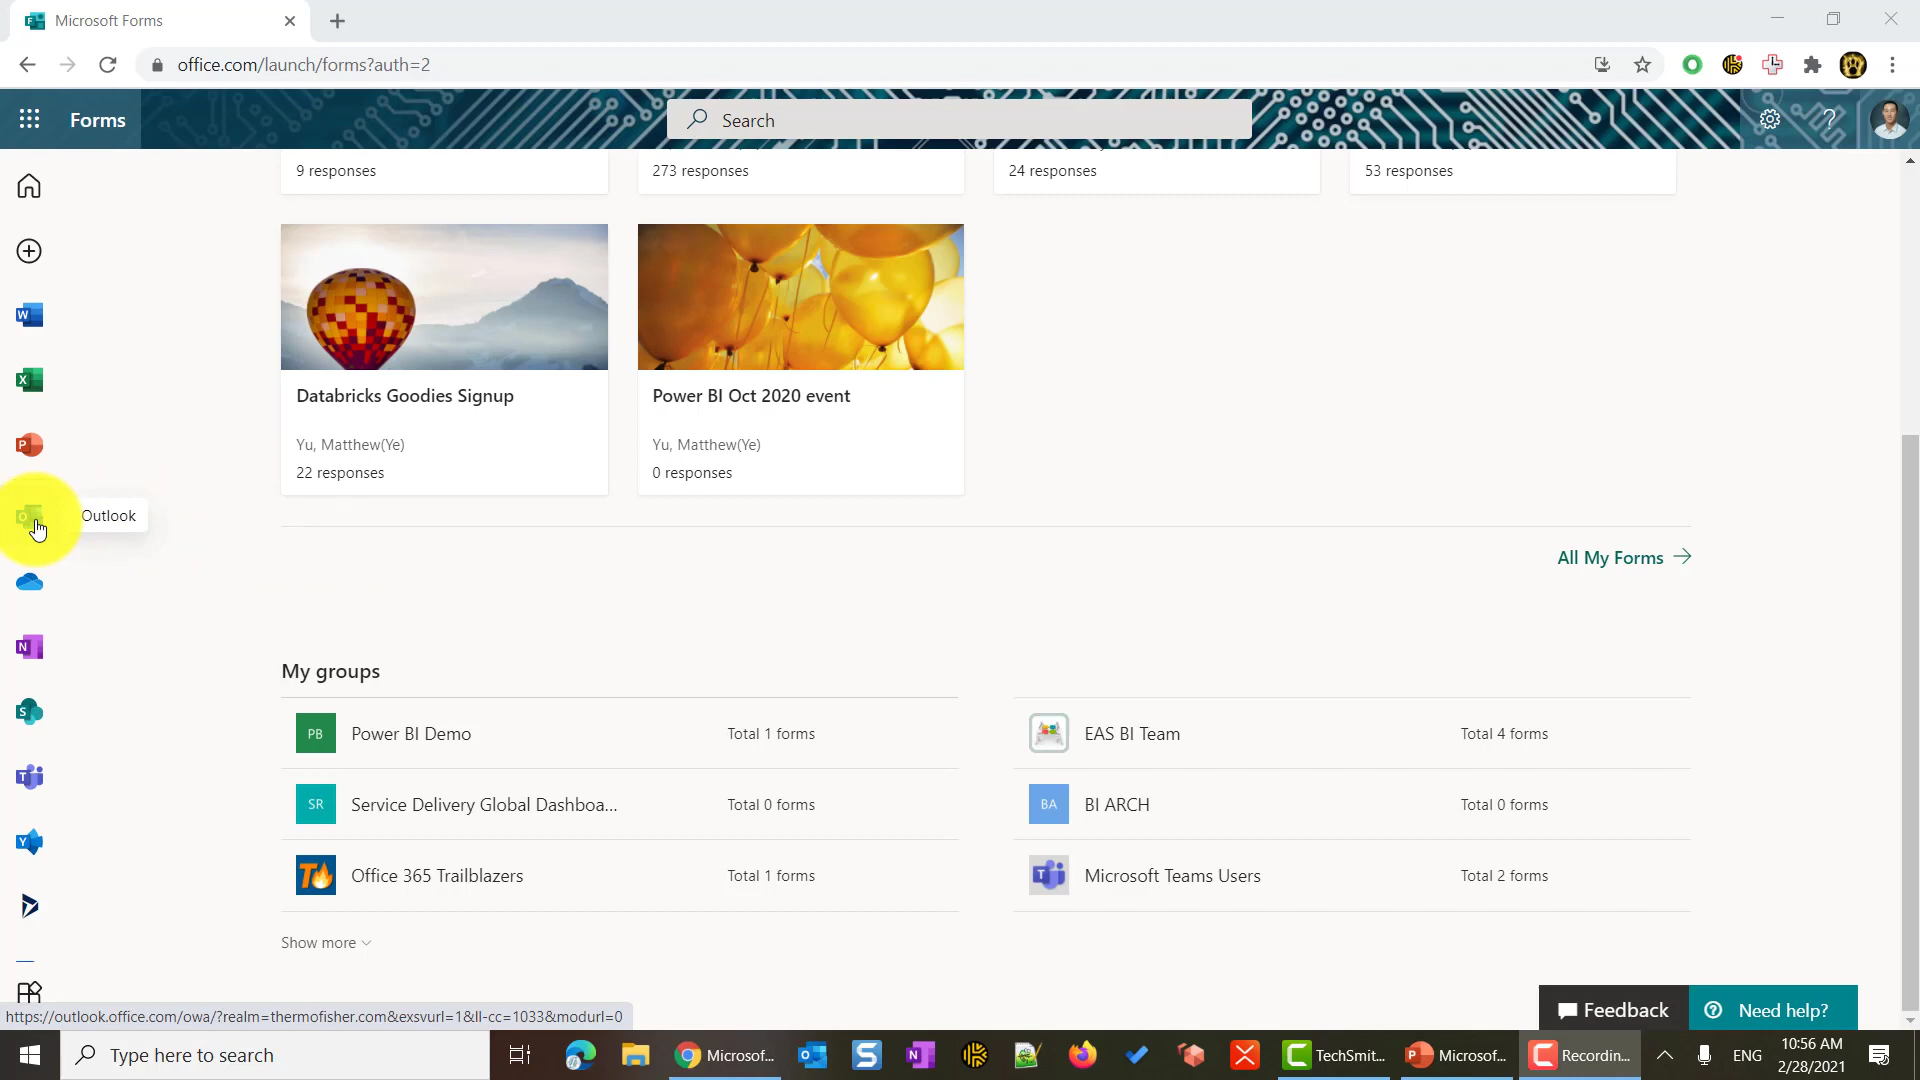 Microsoft Forms
office.com/launch/forms?auth=2
Forms
Search
9 responses
273 responses
24 responses
53 responses
Databricks Goodies Signup
Yu, Matthew(Ye)
22 responses
Power BI Oct 2020 event
Yu, Matthew(Ye)
0 responses
Outlook
All My Forms
My groups
PB Power BI Demo Total 1 forms
EAS BI Team Total 4 forms
SR Service Delivery Global Dashboa... Total 0 forms
BA BI ARCH Total 0 forms
Office 365 Trailblazers Total 1 forms
Microsoft Teams Users Total 2 forms
Show more
Feedback
Need help?
https://outlook.office.com/owa/?realm=thermofisher.com&exsvurl=1&ll-cc=1033&modurl=0
Type here to search
Microsof...
TechSmit...
Microsof...
Recordin...
ENG
10:56 AM
2/28/2021